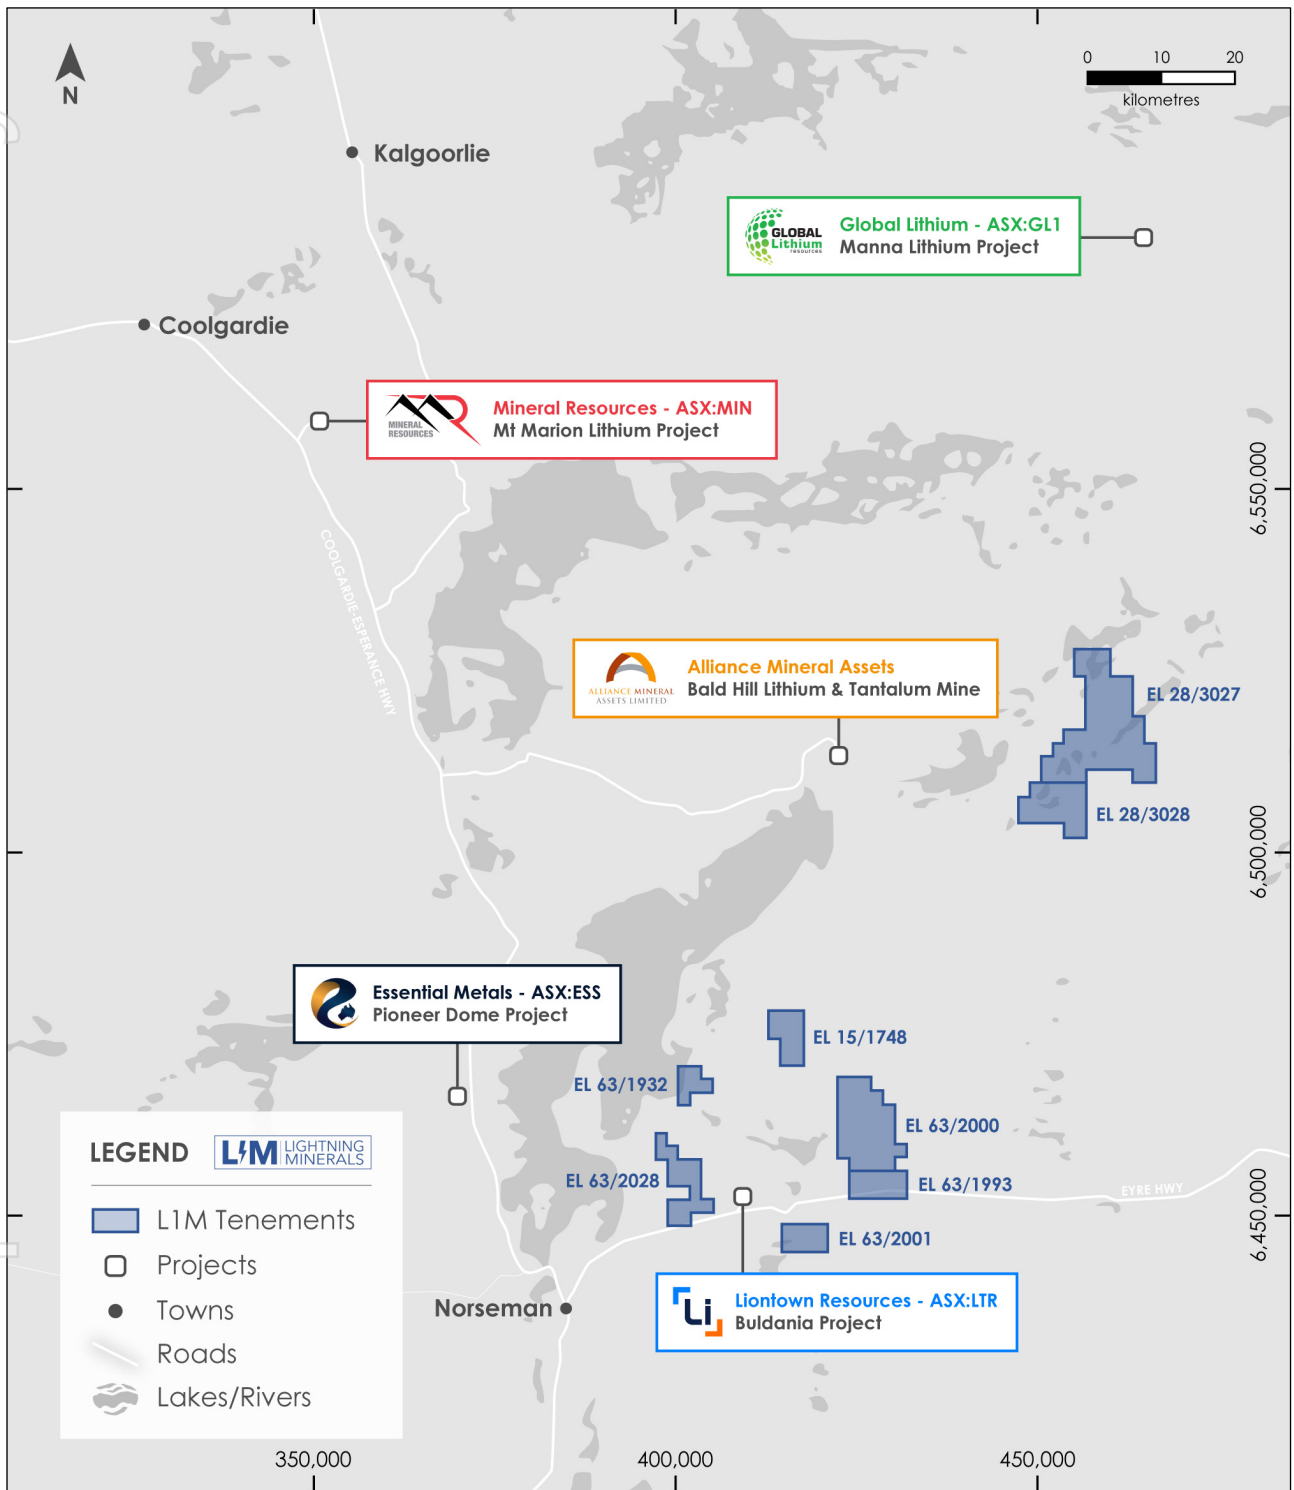 0 10 20
kilometres
N
Kalgoorlie
GLOBAL
Lithium
resources
Global Lithium - ASX:GL1
Manna Lithium Project
Coolgardie
MINERAL
RESOURCES
Mineral Resources - ASX:MIN
Mt Marion Lithium Project
6,550,000
COOLGARDIE-ESPERANCE HWY
ALLIANCE MINERAL
ASSETS LIMITED
Alliance Mineral Assets
Bald Hill Lithium & Tantalum Mine
EL 28/3027
EL 28/3028
6,500,000
Essential Metals - ASX:ESS
Pioneer Dome Project
EL 15/1748
EL 63/1932
EL 63/2000
EL 63/2028
EL 63/1993
EYRE HWY
EL 63/2001
6,450,000
Norseman
Li
Liontown Resources - ASX:LTR
Buldania Project
LEGEND
L1M LIGHTNING
MINERALS
L1M Tenements
Projects
Towns
Roads
Lakes/Rivers
350,000 400,000 450,000